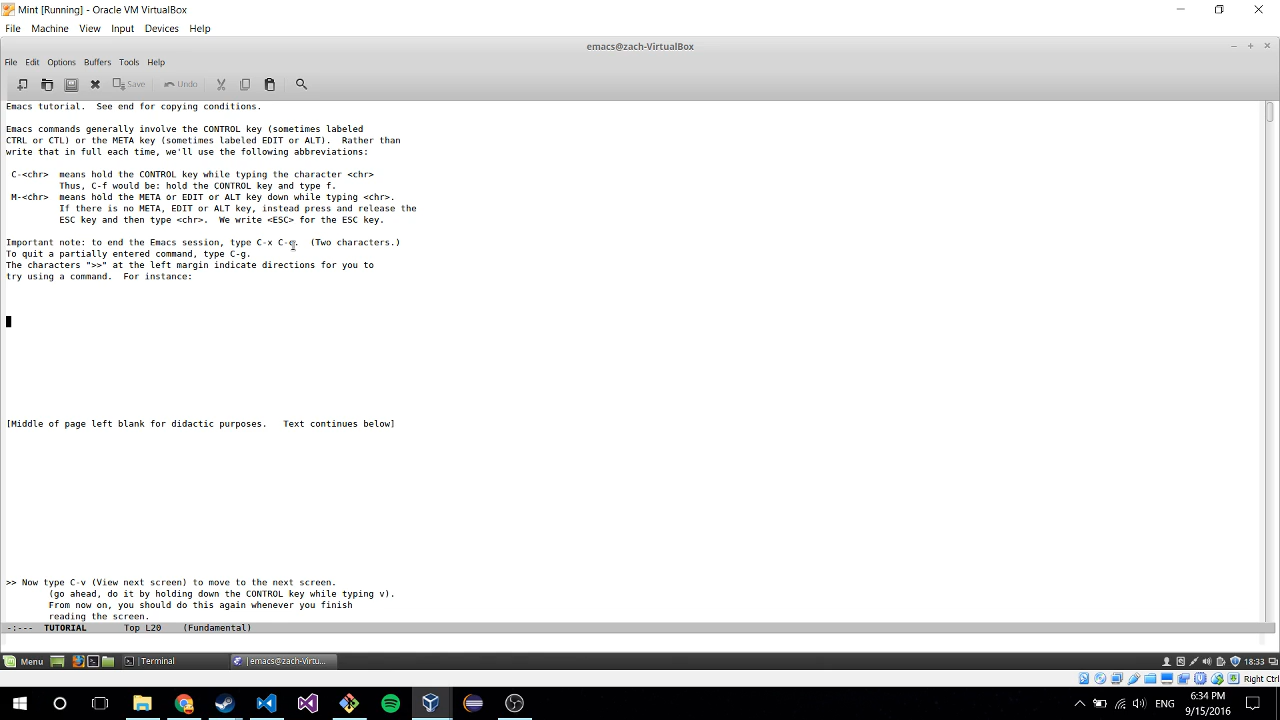 Mint [Running] - Oracle VM VirtualBox
File Machine View Input Devices Help
emacs@zach-VirtualBox
File Edit Options Buffers Tools Help
Save Undo
Emacs tutorial.  See end for copying conditions.
Emacs commands generally involve the CONTROL key (sometimes labeled
CTRL or CTL) or the META key (sometimes labeled EDIT or ALT).  Rather than
write that in full each time, we'll use the following abbreviations:
C-<chr>  means hold the CONTROL key while typing the character <chr>
Thus, C-f would be: hold the CONTROL key and type f.
M-<chr>  means hold the META or EDIT or ALT key down while typing <chr>.
If there is no META, EDIT or ALT key, instead press and release the
ESC key and then type <chr>.  We write <ESC> for the ESC key.
Important note: to end the Emacs session, type C-x C-c.  (Two characters.)
To quit a partially entered command, type C-g.
The characters ">>" at the left margin indicate directions for you to
try using a command.  For instance:
[Middle of page left blank for didactic purposes.   Text continues below]
>> Now type C-v (View next screen) to move to the next screen.
(go ahead, do it by holding down the CONTROL key while typing v).
From now on, you should do this again whenever you finish
reading the screen.
-:---  TUTORIAL       Top L20    (Fundamental)
Menu Terminal emacs@zach-Virtu... 18:33
Right Ctrl
ENG 6:34 PM
9/15/2016